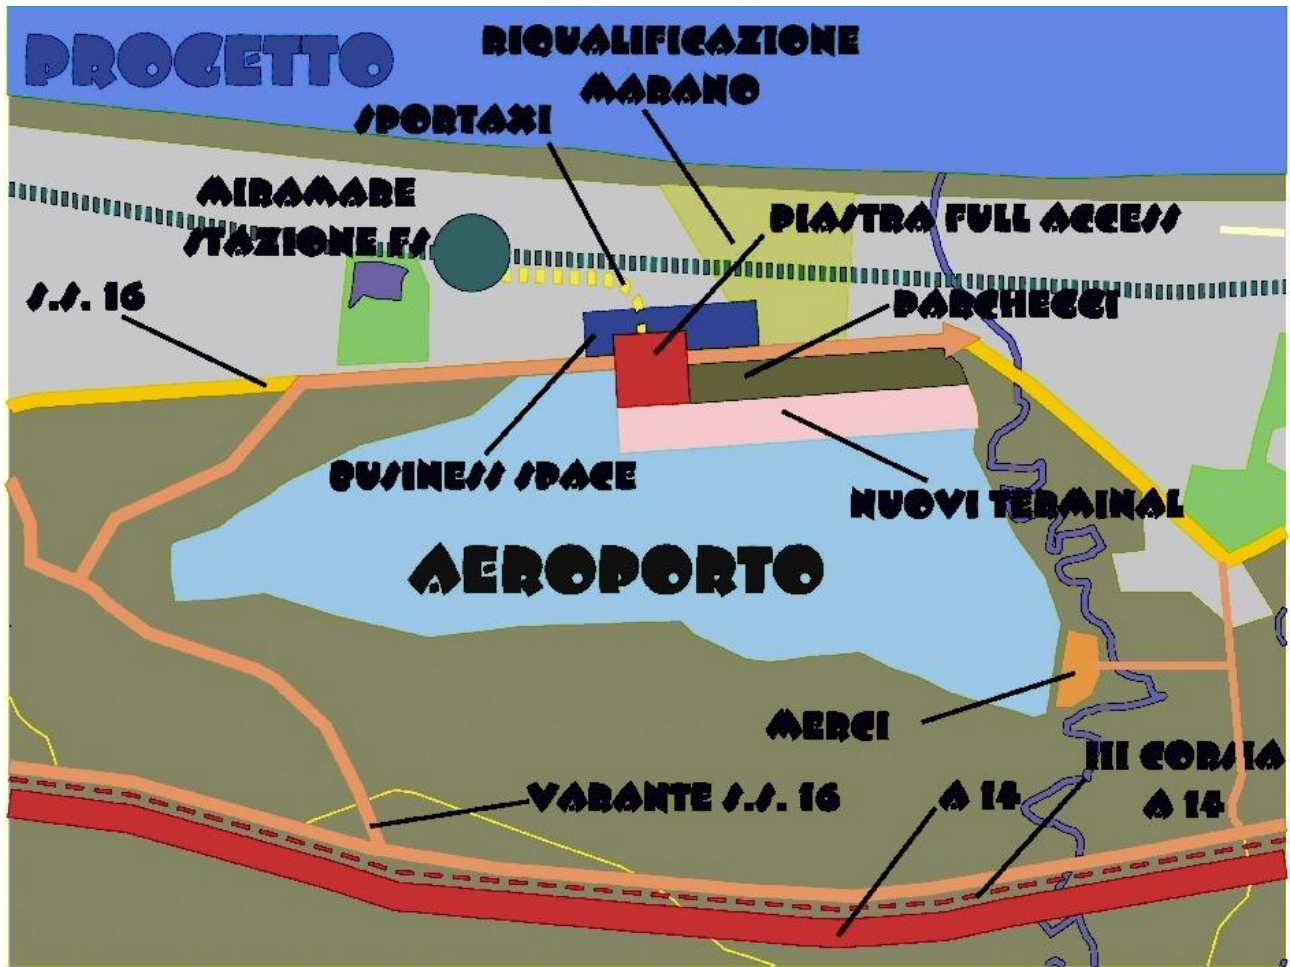 PROGETTO
RIQUALIFICAZIONE
MARANO
SPORTAXI
MIRAMARE
STAZIONE FS
PIASTRA FULL ACCESS
S.S. 16
PARCHEGGI
BUSINESS SPACE
NUOVI TERMINAL
AEROPORTO
MERCI
III CORSIA
A 14
VARANTE S.S. 16
A 14